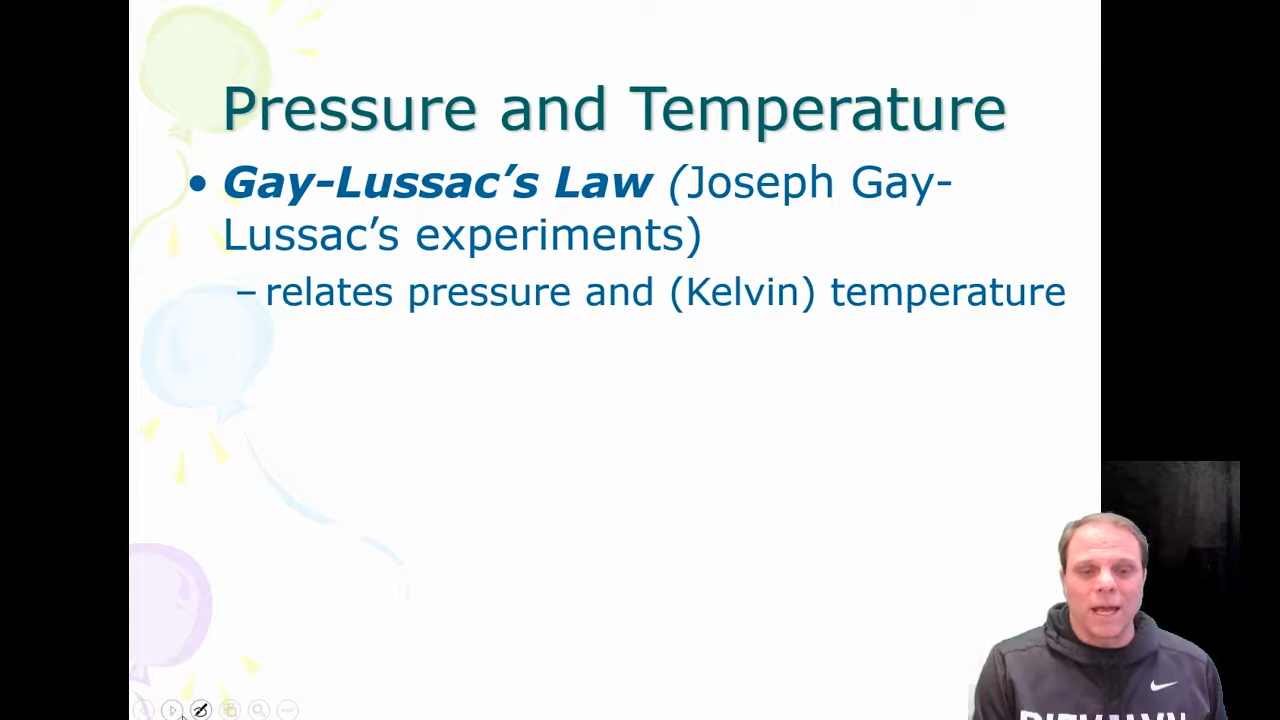 Pressure and Temperature
• Gay-Lussac’s Law (Joseph Gay-
Lussac’s experiments)
– relates pressure and (Kelvin) temperature